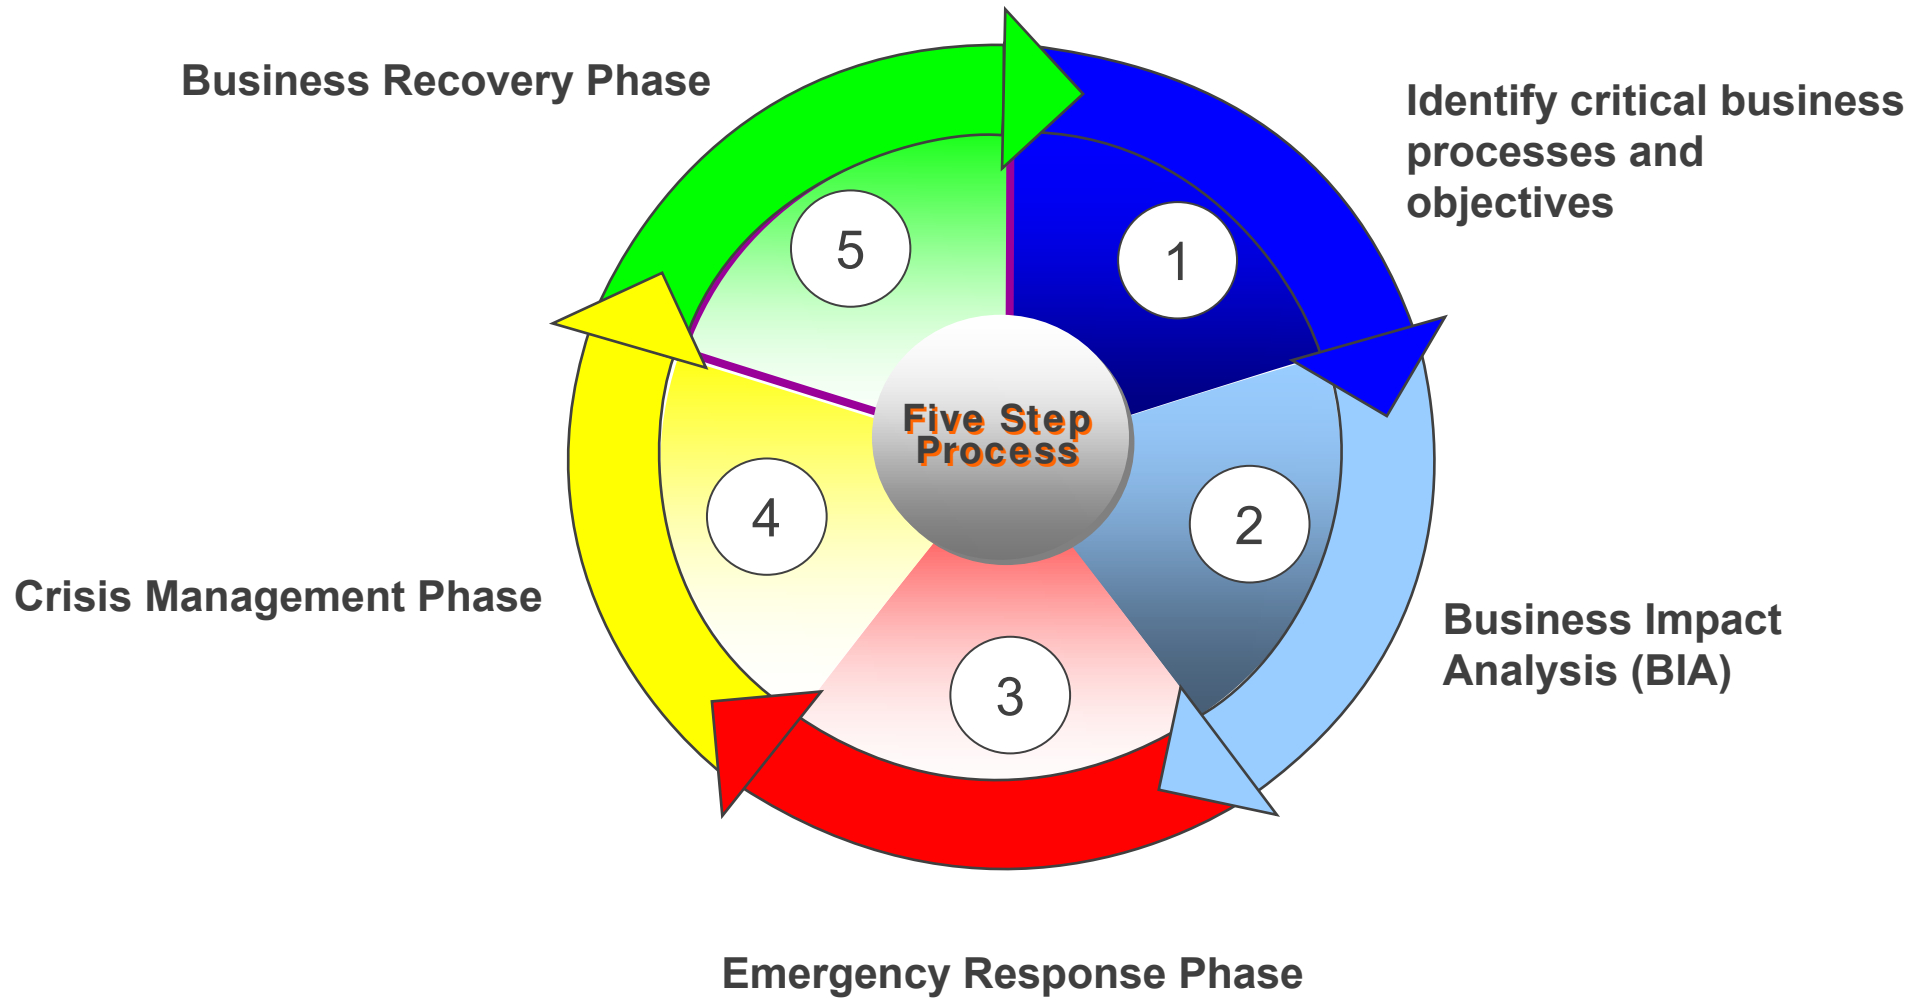 Business Recovery Phase
Identify critical business
processes and
objectives
5
1
Five Step
Process
4
2
Crisis Management Phase
Business Impact
Analysis (BIA)
3
Emergency Response Phase